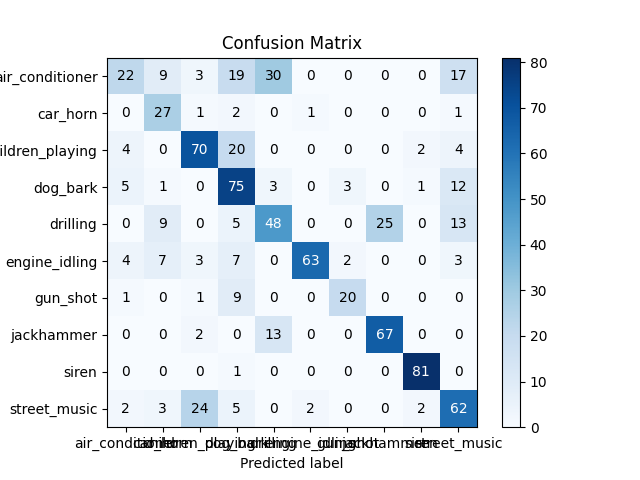 Confusion Matrix
air_conditioner 22 9 3 19 30 0 0 0 0 17
car_horn 0 27 1 2 0 1 0 0 0 1
ildren_playing 4 0 70 20 0 0 0 0 2 4
dog_bark 5 1 0 75 3 0 3 0 1 12
drilling 0 9 0 5 48 0 0 25 0 13
engine_idling 4 7 3 7 0 63 2 0 0 3
gun_shot 1 0 1 9 0 0 20 0 0 0
jackhammer 0 0 2 0 13 0 0 67 0 0
siren 0 0 0 1 0 0 0 0 81 0
street_music 2 3 24 5 0 2 0 0 2 62
Predicted label
80
70
60
50
40
30
20
10
0